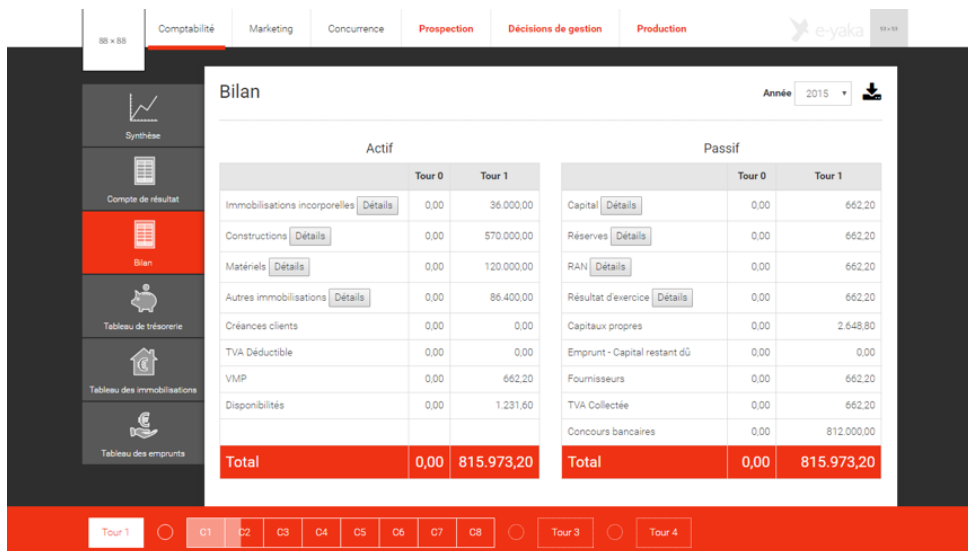 88 × 88
Comptabilité Marketing Concurrence Prospection Décisions de gestion Production
e-yaka
Bilan
Année 2015
Synthèse
Compte de résultat
Bilan
Tableau de trésorerie
Tableau des immobilisations
Tableau des emprunts
Actif
Tour 0 Tour 1
Immobilisations incorporelles Détails 0,00 36.000,00
Constructions Détails 0,00 570.000,00
Matériels Détails 0,00 120.000,00
Autres immobilisations Détails 0,00 86.400,00
Créances clients 0,00 0,00
TVA Déductible 0,00 0,00
VMP 0,00 662,20
Disponibilités 0,00 1.231,60
Total 0,00 815.973,20
Passif
Tour 0 Tour 1
Capital Détails 0,00 662,20
Réserves Détails 0,00 662,20
RAN Détails 0,00 662,20
Résultat d'exercice Détails 0,00 662,20
Capitaux propres 0,00 2.648,80
Emprunt - Capital restant dû 0,00 0,00
Fournisseurs 0,00 662,20
TVA Collectée 0,00 662,20
Concours bancaires 0,00 812.000,00
Total 0,00 815.973,20
Tour 1 C1 C2 C3 C4 C5 C6 C7 C8 Tour 3 Tour 4